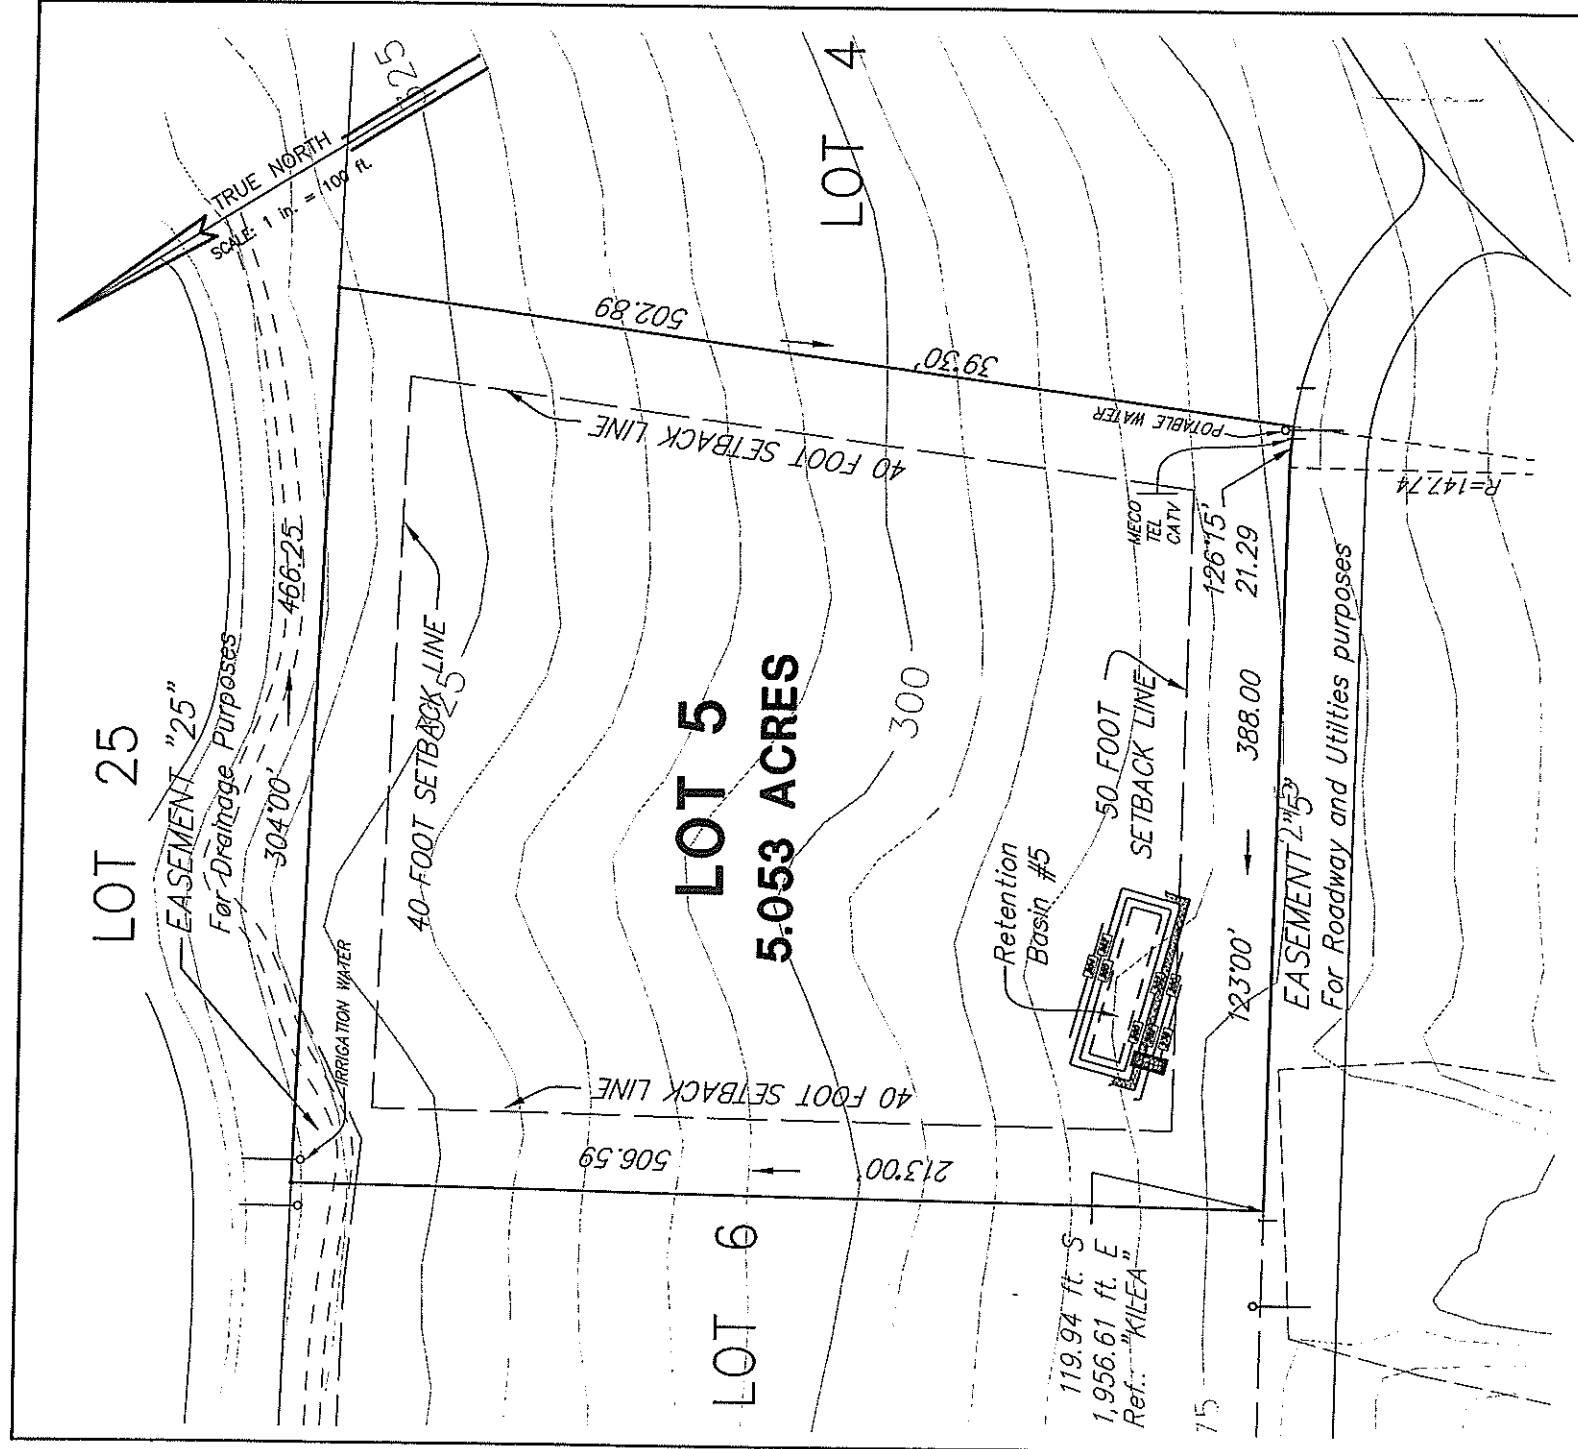 LOT 25
EASEMENT "25"
For Drainage Purposes
304°00'
466.25
TRUE NORTH
SCALE: 1 in. = 100 ft.
325
IRRIGATION WATER
40 FOOT SETBACK LINE
325
502.89
39°30'
40 FOOT SETBACK LINE
LOT 4
LOT 5
5.053 ACRES
300
LOT 6
506.59
213°00'
40 FOOT SETBACK LINE
Retention
Basin #5
50 FOOT
SETBACK LINE
POTABLE WATER
MECO
TEL
CATV
126°15'
21.29
R=147.74
123°00'
388.00
EASEMENT
For Roadway and Utilties purposes
119.94 ft. S
1,956.61 ft. E
Ref.: "KILEA"
75